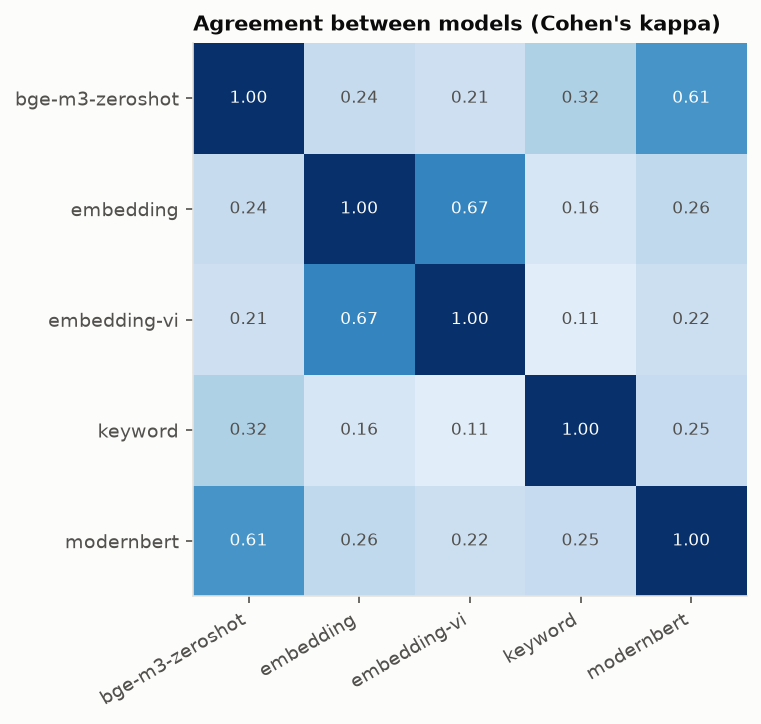 Agreement between models (Cohen's kappa)
bge-m3-zeroshot 1.00 0.24 0.21 0.32 0.61
embedding 0.24 1.00 0.67 0.16 0.26
embedding-vi 0.21 0.67 1.00 0.11 0.22
keyword 0.32 0.16 0.11 1.00 0.25
modernbert 0.61 0.26 0.22 0.25 1.00
bge-m3-zeroshot embedding embedding-vi keyword modernbert